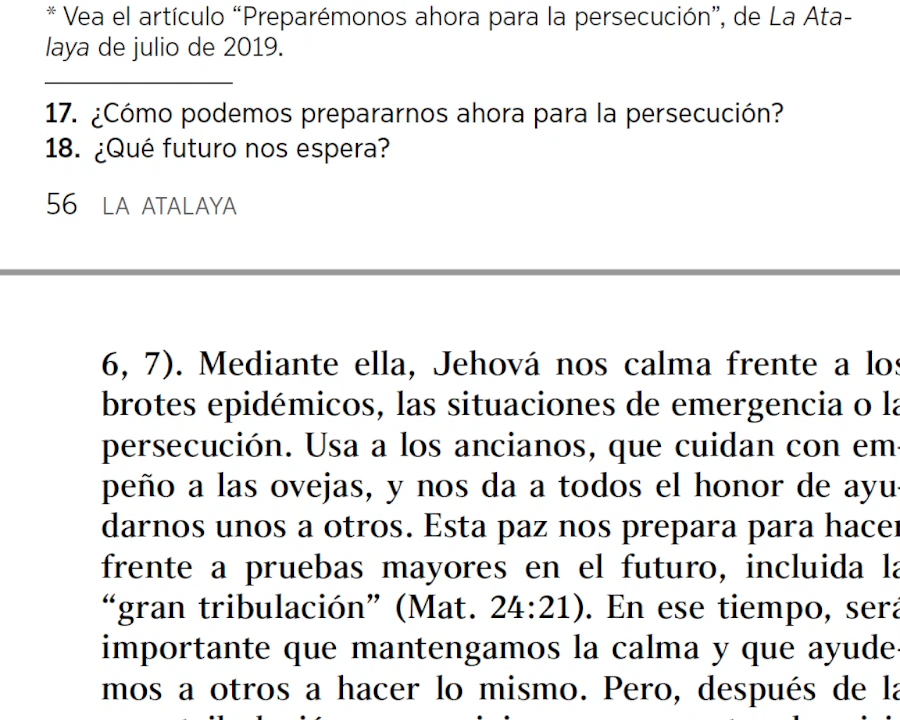 * Vea el artículo “Preparémonos ahora para la persecución”, de La Ata-
laya de julio de 2019.
17. ¿Cómo podemos prepararnos ahora para la persecución?
18. ¿Qué futuro nos espera?
56 LA ATALAYA
6, 7). Mediante ella, Jehová nos calma frente a los
brotes epidémicos, las situaciones de emergencia o la
persecución. Usa a los ancianos, que cuidan con em-
peño a las ovejas, y nos da a todos el honor de ayu-
darnos unos a otros. Esta paz nos prepara para hacer
frente a pruebas mayores en el futuro, incluida la
“gran tribulación” (Mat. 24:21). En ese tiempo, será
importante que mantengamos la calma y que ayude-
mos a otros a hacer lo mismo. Pero, después de la